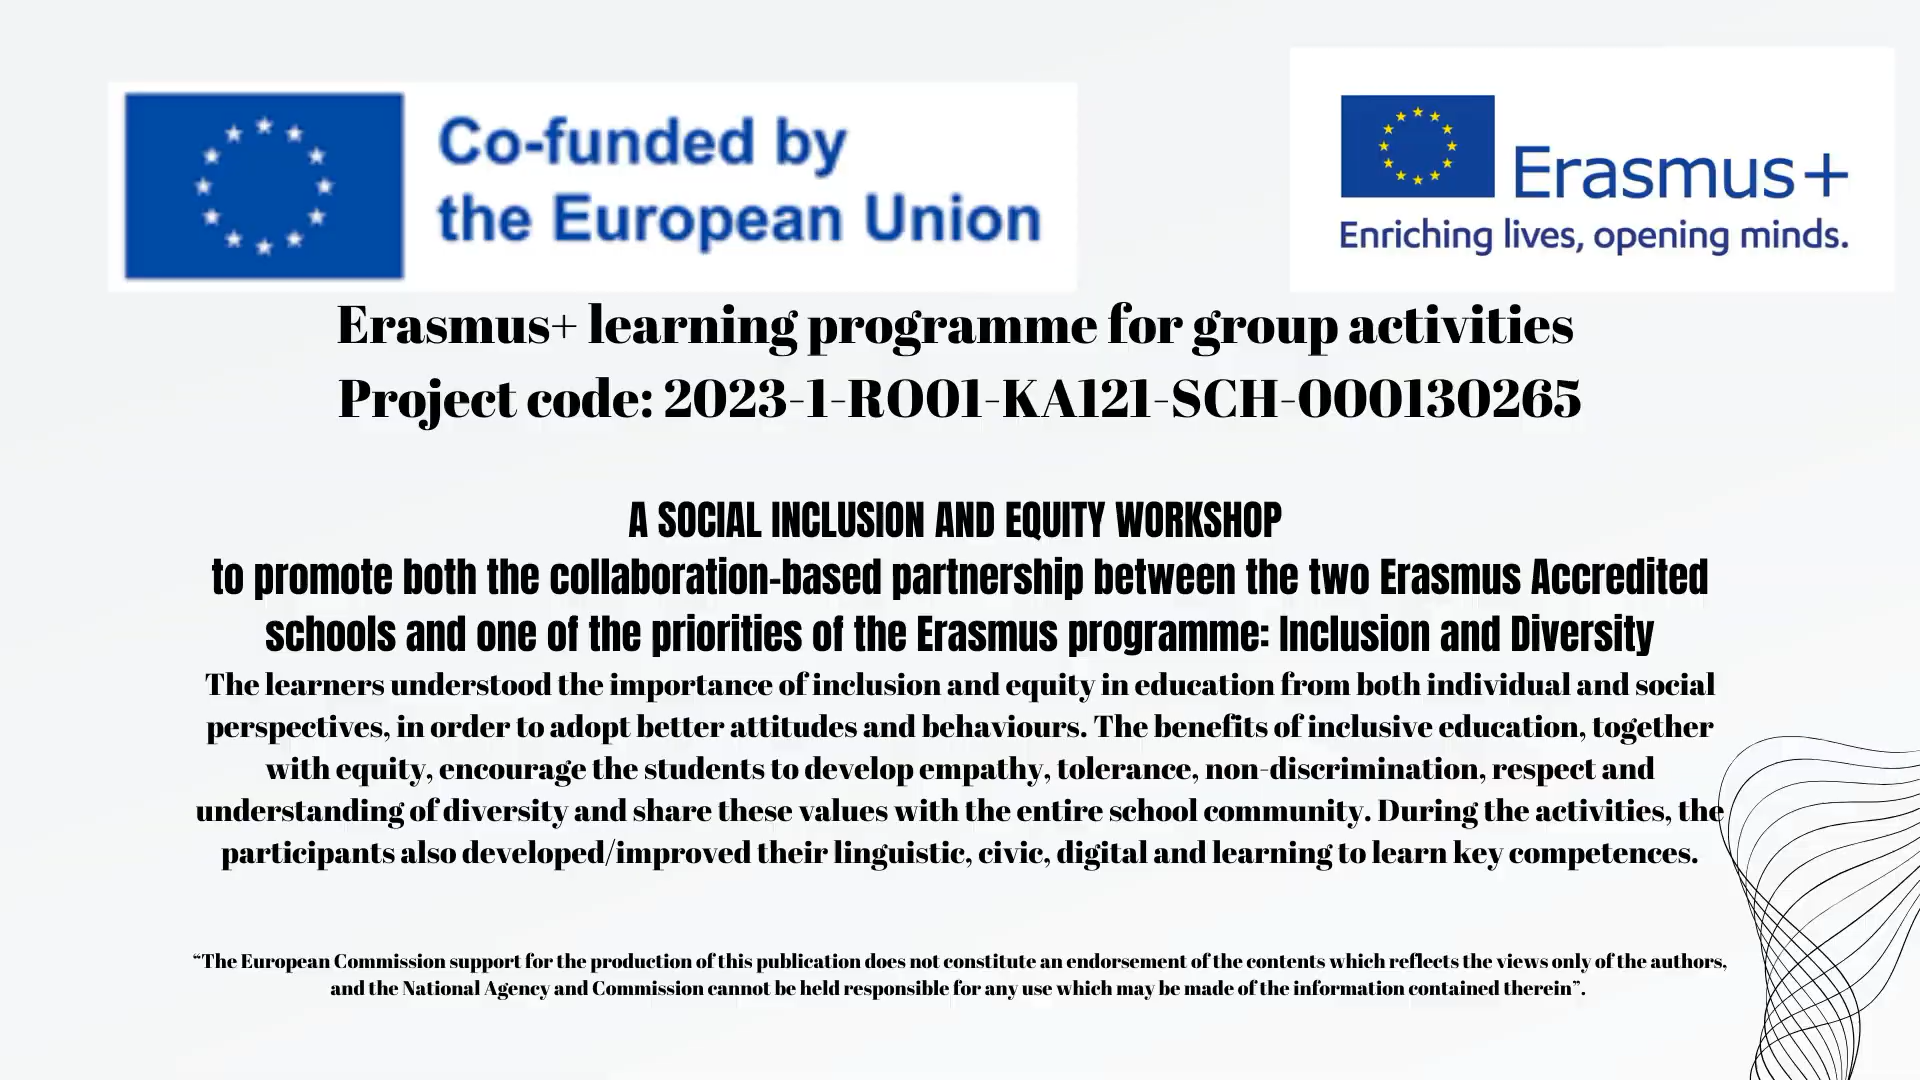 Co-funded by
the European Union
Erasmus+
Enriching lives, opening minds.
Erasmus+ learning programme for group activities
Project code: 2023-1-RO01-KA121-SCH-000130265
A SOCIAL INCLUSION AND EQUITY WORKSHOP
to promote both the collaboration-based partnership between the two Erasmus Accredited
schools and one of the priorities of the Erasmus programme: Inclusion and Diversity
The learners understood the importance of inclusion and equity in education from both individual and social
perspectives, in order to adopt better attitudes and behaviours. The benefits of inclusive education, together
with equity, encourage the students to develop empathy, tolerance, non-discrimination, respect and
understanding of diversity and share these values with the entire school community. During the activities, the
participants also developed/improved their linguistic, civic, digital and learning to learn key competences.
“The European Commission support for the production of this publication does not constitute an endorsement of the contents which reflects the views only of the authors,
and the National Agency and Commission cannot be held responsible for any use which may be made of the information contained therein”.